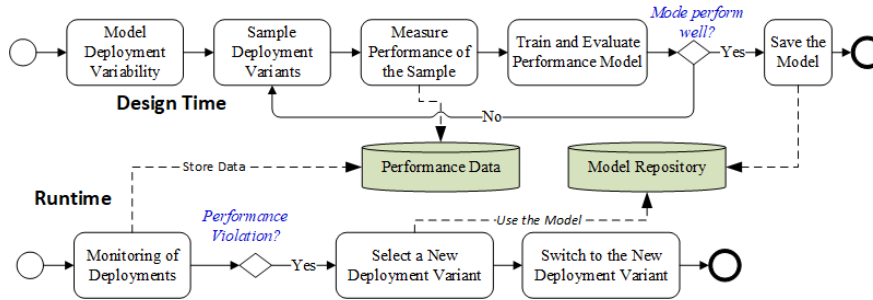 Mode perform
well?
Model
Deployment
Variability
Sample
Deployment
Variants
Measure
Performance of
the Sample
Train and Evaluate
Performance Model
Yes
Save the
Model
Design Time
No
Store Data
Performance Data
Model Repository
Runtime
Performance
Violation?
Use the Model
Monitoring of
Deployments
Yes
Select a New
Deployment Variant
Switch to the New
Deployment Variant